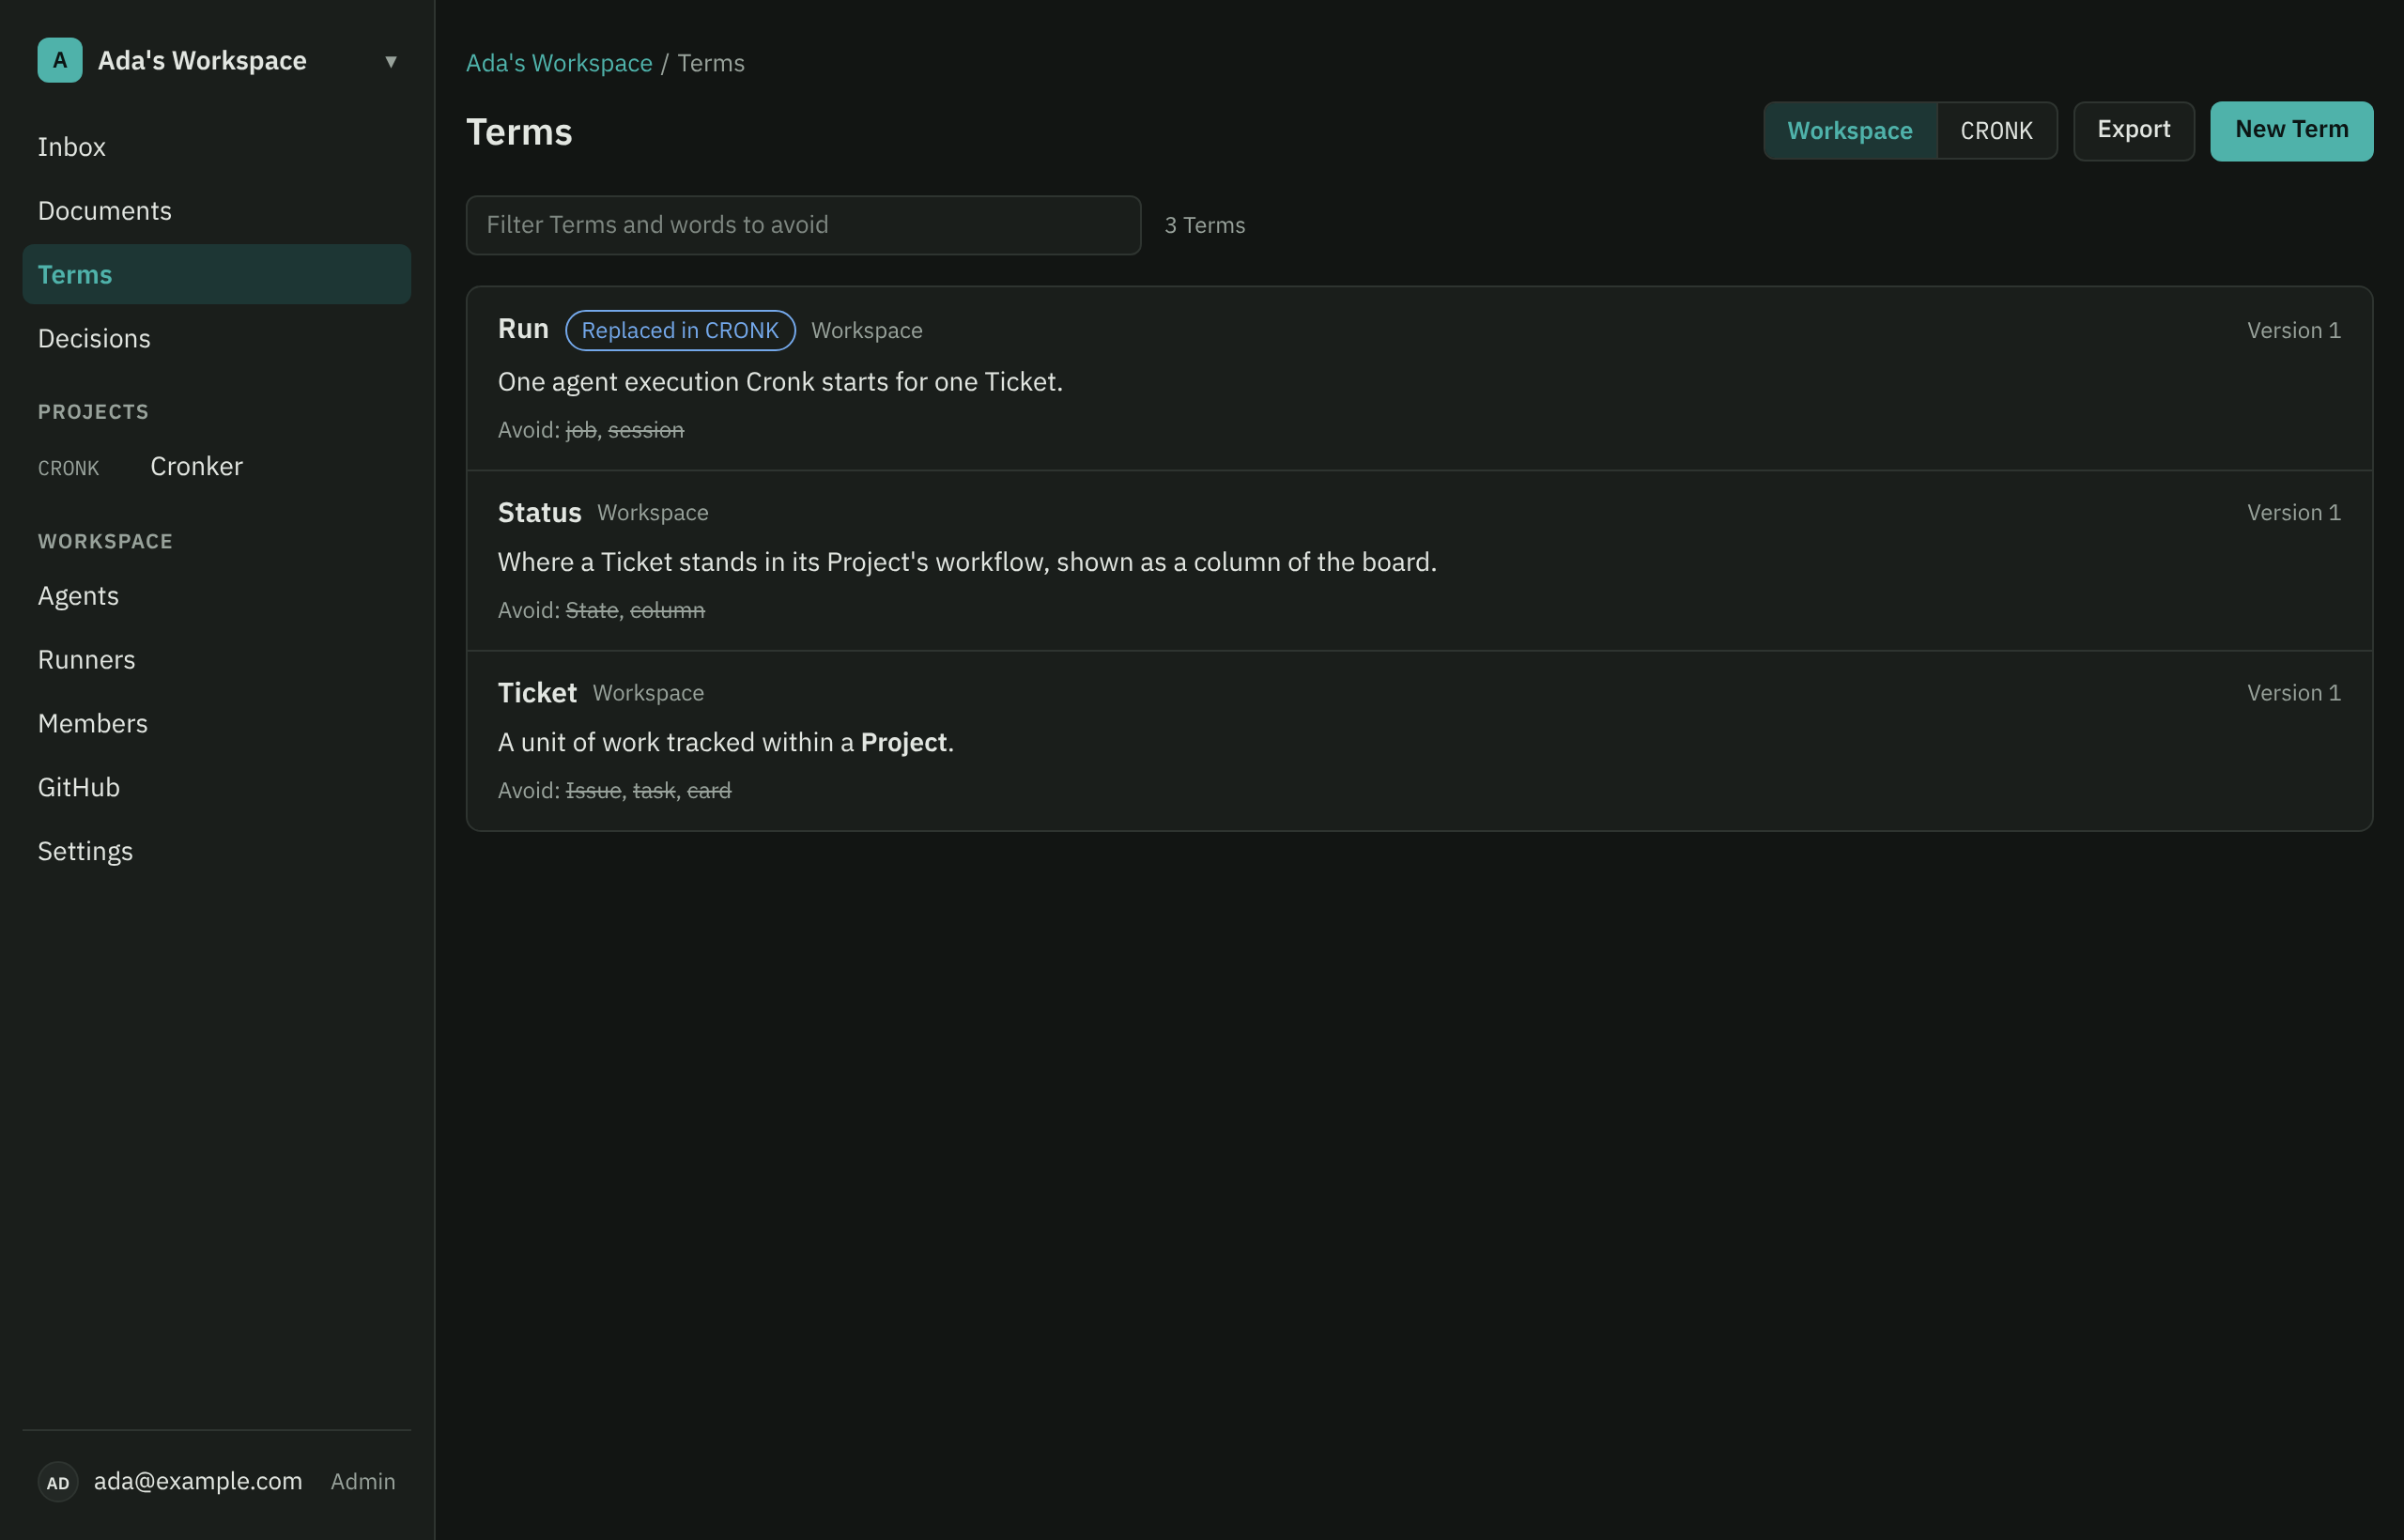 A Ada's Workspace ▼
Inbox
Documents
Terms
Decisions
PROJECTS
CRONK Cronker
WORKSPACE
Agents
Runners
Members
GitHub
Settings
AD ada@example.com Admin
Ada's Workspace / Terms
Terms
Workspace CRONK Export New Term
Filter Terms and words to avoid 3 Terms
Run Replaced in CRONK Workspace Version 1
One agent execution Cronk starts for one Ticket.
Avoid: job, session
Status Workspace Version 1
Where a Ticket stands in its Project's workflow, shown as a column of the board.
Avoid: State, column
Ticket Workspace Version 1
A unit of work tracked within a Project.
Avoid: Issue, task, card